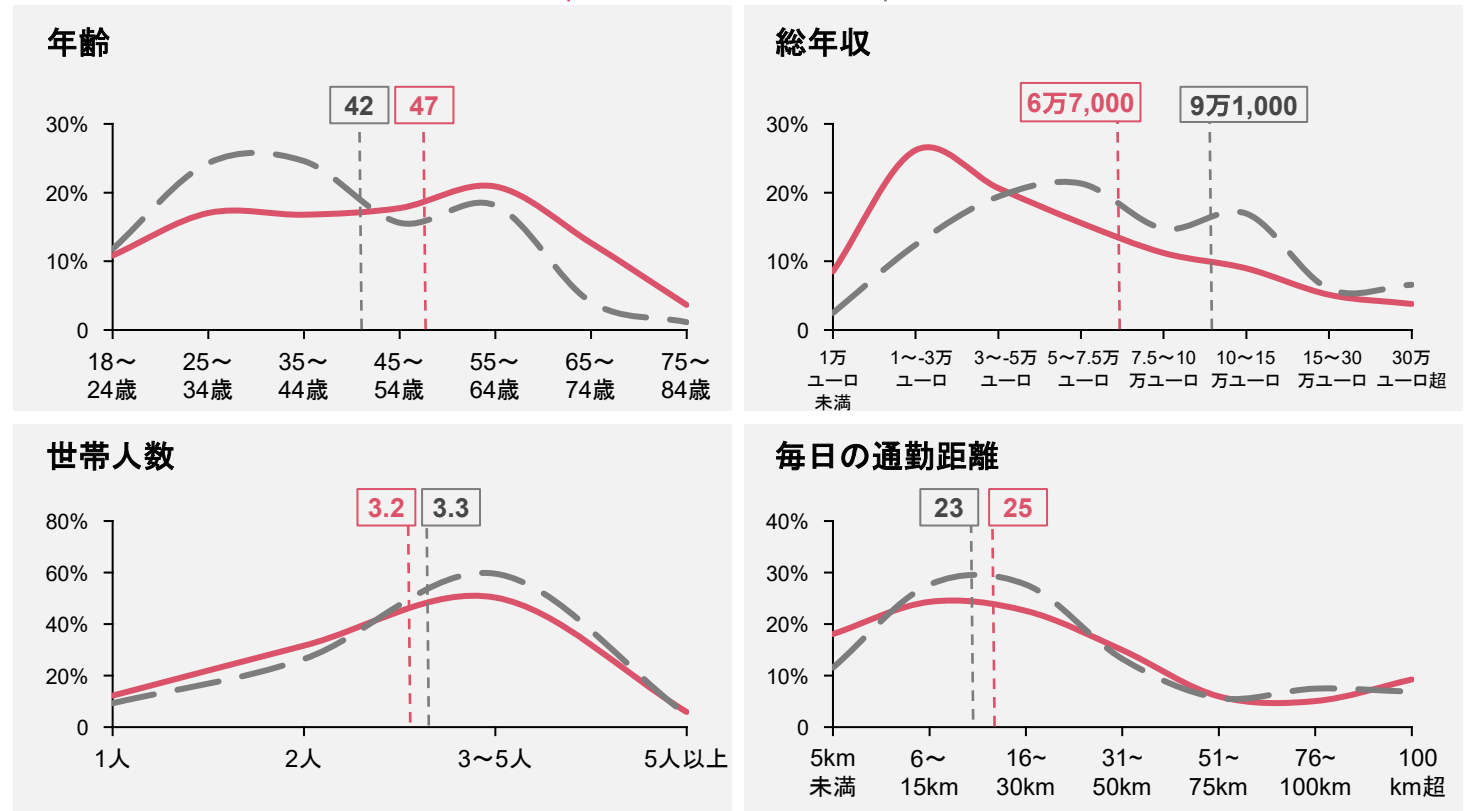 年齢
42
47
30%
20%
10%
0
18～
24歳
25～
34歳
35～
44歳
45～
54歳
55～
64歳
65～
74歳
75～
84歳
総年収
6万7,000
9万1,000
30%
20%
10%
0
1万
ユーロ
未満
1～-3万
ユーロ
3～-5万
ユーロ
5～7.5万
ユーロ
7.5～10
万ユーロ
10～15
万ユーロ
15～30
万ユーロ
30万
ユーロ超
世帯人数
3.2
3.3
80%
60%
40%
20%
0
1人
2人
3～5人
5人以上
毎日の通勤距離
23
25
40%
30%
20%
10%
0
5km
未満
6～
15km
16~
30km
31~
50km
51~
75km
76~
100km
100
km超